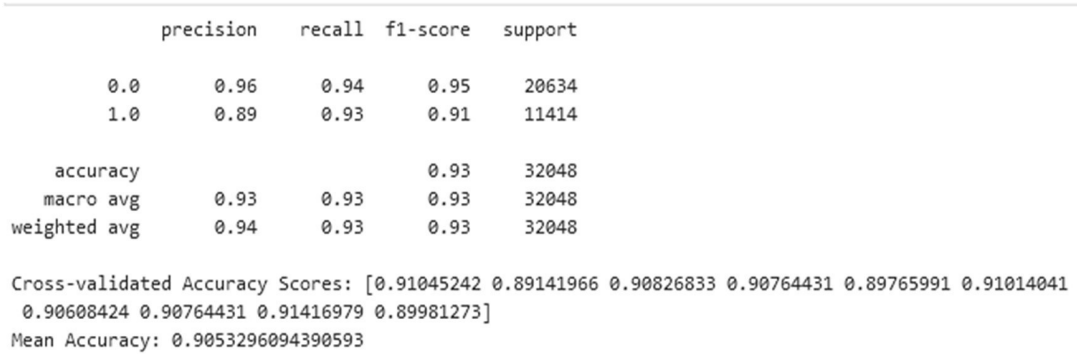 precision recall f1-score support
0.0 0.96 0.94 0.95 20634
1.0 0.89 0.93 0.91 11414
accuracy 0.93 32048
macro avg 0.93 0.93 0.93 32048
weighted avg 0.94 0.93 0.93 32048
Cross-validated Accuracy Scores: [0.91045242 0.89141966 0.90826833 0.90764431 0.89765991 0.91014041
0.90608424 0.90764431 0.91416979 0.89981273]
Mean Accuracy: 0.9053296094390593